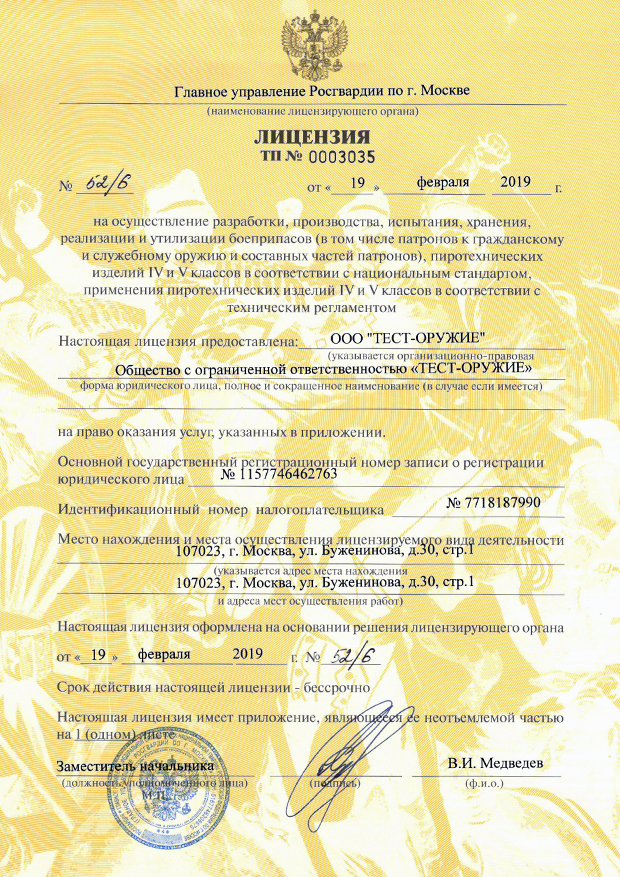 Главное управление Росгвардии по г. Москве
(наименование лицензирующего органа)
ЛИЦЕНЗИЯ
ТП № 0003035
№ 52/6 от « 19 » февраля 2019 г.
на осуществление разработки, производства, испытания, хранения,
реализации и утилизации боеприпасов (в том числе патронов к гражданскому
и служебному оружию и составных частей патронов), пиротехнических
изделий IV и V классов в соответствии с национальным стандартом,
применения пиротехнических изделий IV и V классов в соответствии с
техническим регламентом
Настоящая лицензия предоставлена: ООО "ТЕСТ-ОРУЖИЕ"
(указывается организационно-правовая
Общество с ограниченной ответственностью «ТЕСТ-ОРУЖИЕ»
форма юридического лица, полное и сокращенное наименование (в случае если имеется)
на право оказания услуг, указанных в приложении.
Основной государственный регистрационный номер записи о регистрации
юридического лица № 1157746462763
Идентификационный номер налогоплательщика № 7718187990
Место нахождения и места осуществления лицензируемого вида деятельности
107023, г. Москва, ул. Буженинова, д.30, стр.1
(указывается адрес места нахождения
107023, г. Москва, ул. Буженинова, д.30, стр.1
и адреса мест осуществления работ)
Настоящая лицензия оформлена на основании решения лицензирующего органа
от « 19 » февраля 2019 г. № 52/6
Срок действия настоящей лицензии - бессрочно
Настоящая лицензия имеет приложение, являющееся ее неотъемлемой частью
на 1 (одном) листе
Заместитель начальника В.И. Медведев
(должность уполномоченного лица) (подпись) (ф.и.о.)
М.П.